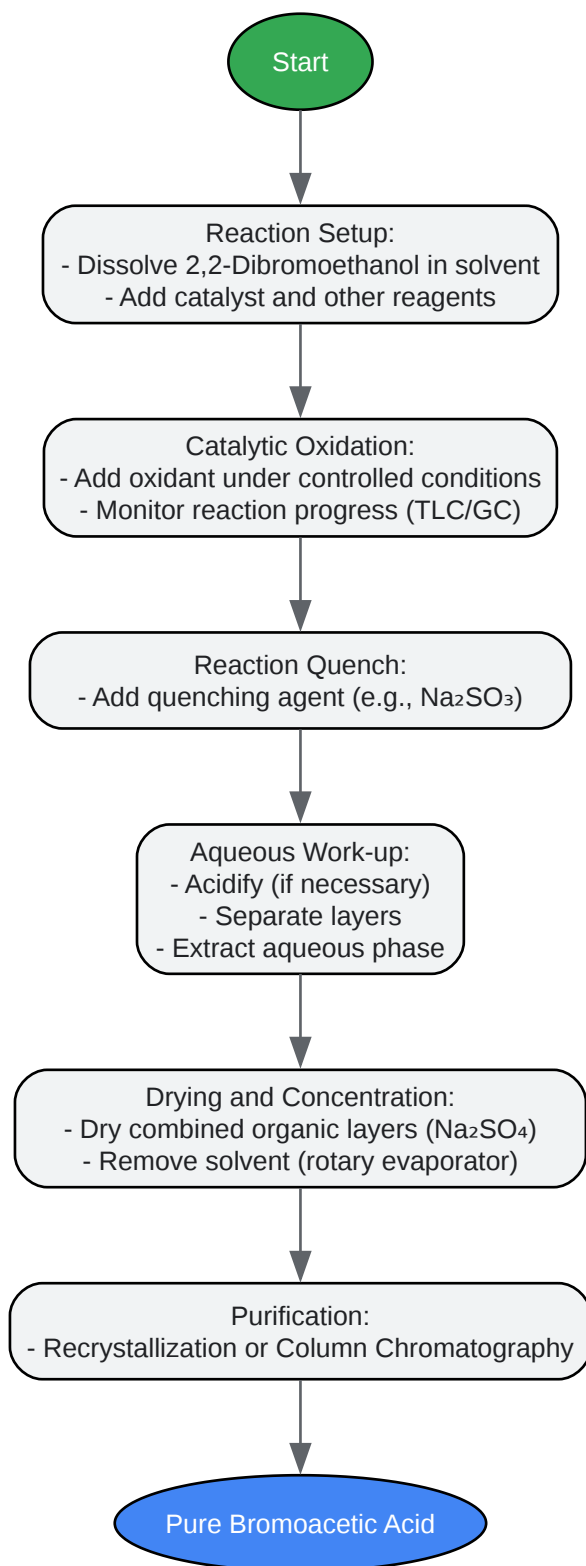 Start
Reaction Setup:
- Dissolve 2,2-Dibromoethanol in solvent
- Add catalyst and other reagents
Catalytic Oxidation:
- Add oxidant under controlled conditions
- Monitor reaction progress (TLC/GC)
Reaction Quench:
- Add quenching agent (e.g., Na₂SO₃)
Aqueous Work-up:
- Acidify (if necessary)
- Separate layers
- Extract aqueous phase
Drying and Concentration:
- Dry combined organic layers (Na₂SO₄)
- Remove solvent (rotary evaporator)
Purification:
- Recrystallization or Column Chromatography
Pure Bromoacetic Acid